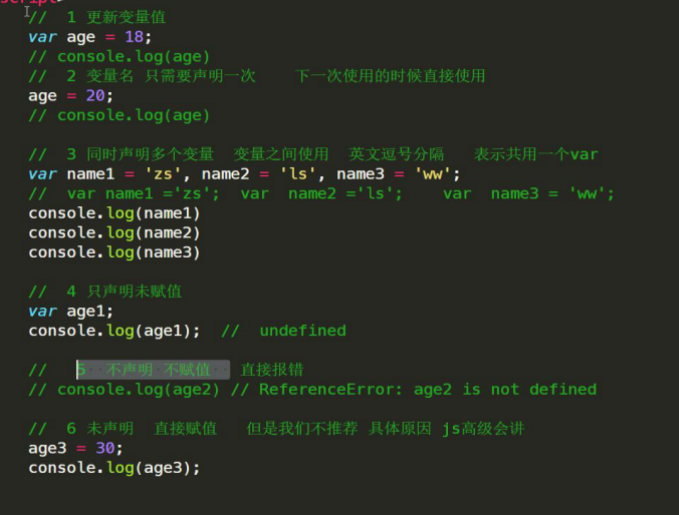 script>
// 1 更新变量值
var age = 18;
// console.log(age)
// 2 变量名 只需要声明一次 下一次使用的时候直接使用
age = 20;
// console.log(age)
// 3 同时声明多个变量 变量之间使用 英文逗号分隔 表示共用一个var
var name1 = 'zs', name2 = 'ls', name3 = 'ww';
// var name1 ='zs'; var name2 ='ls'; var name3 = 'ww';
console.log(name1)
console.log(name2)
console.log(name3)
// 4 只声明未赋值
var age1;
console.log(age1); // undefined
// 5 不声明 不赋值 直接报错
// console.log(age2) // ReferenceError: age2 is not defined
// 6 未声明 直接赋值 但是我们不推荐 具体原因 js高级会讲
age3 = 30;
console.log(age3);